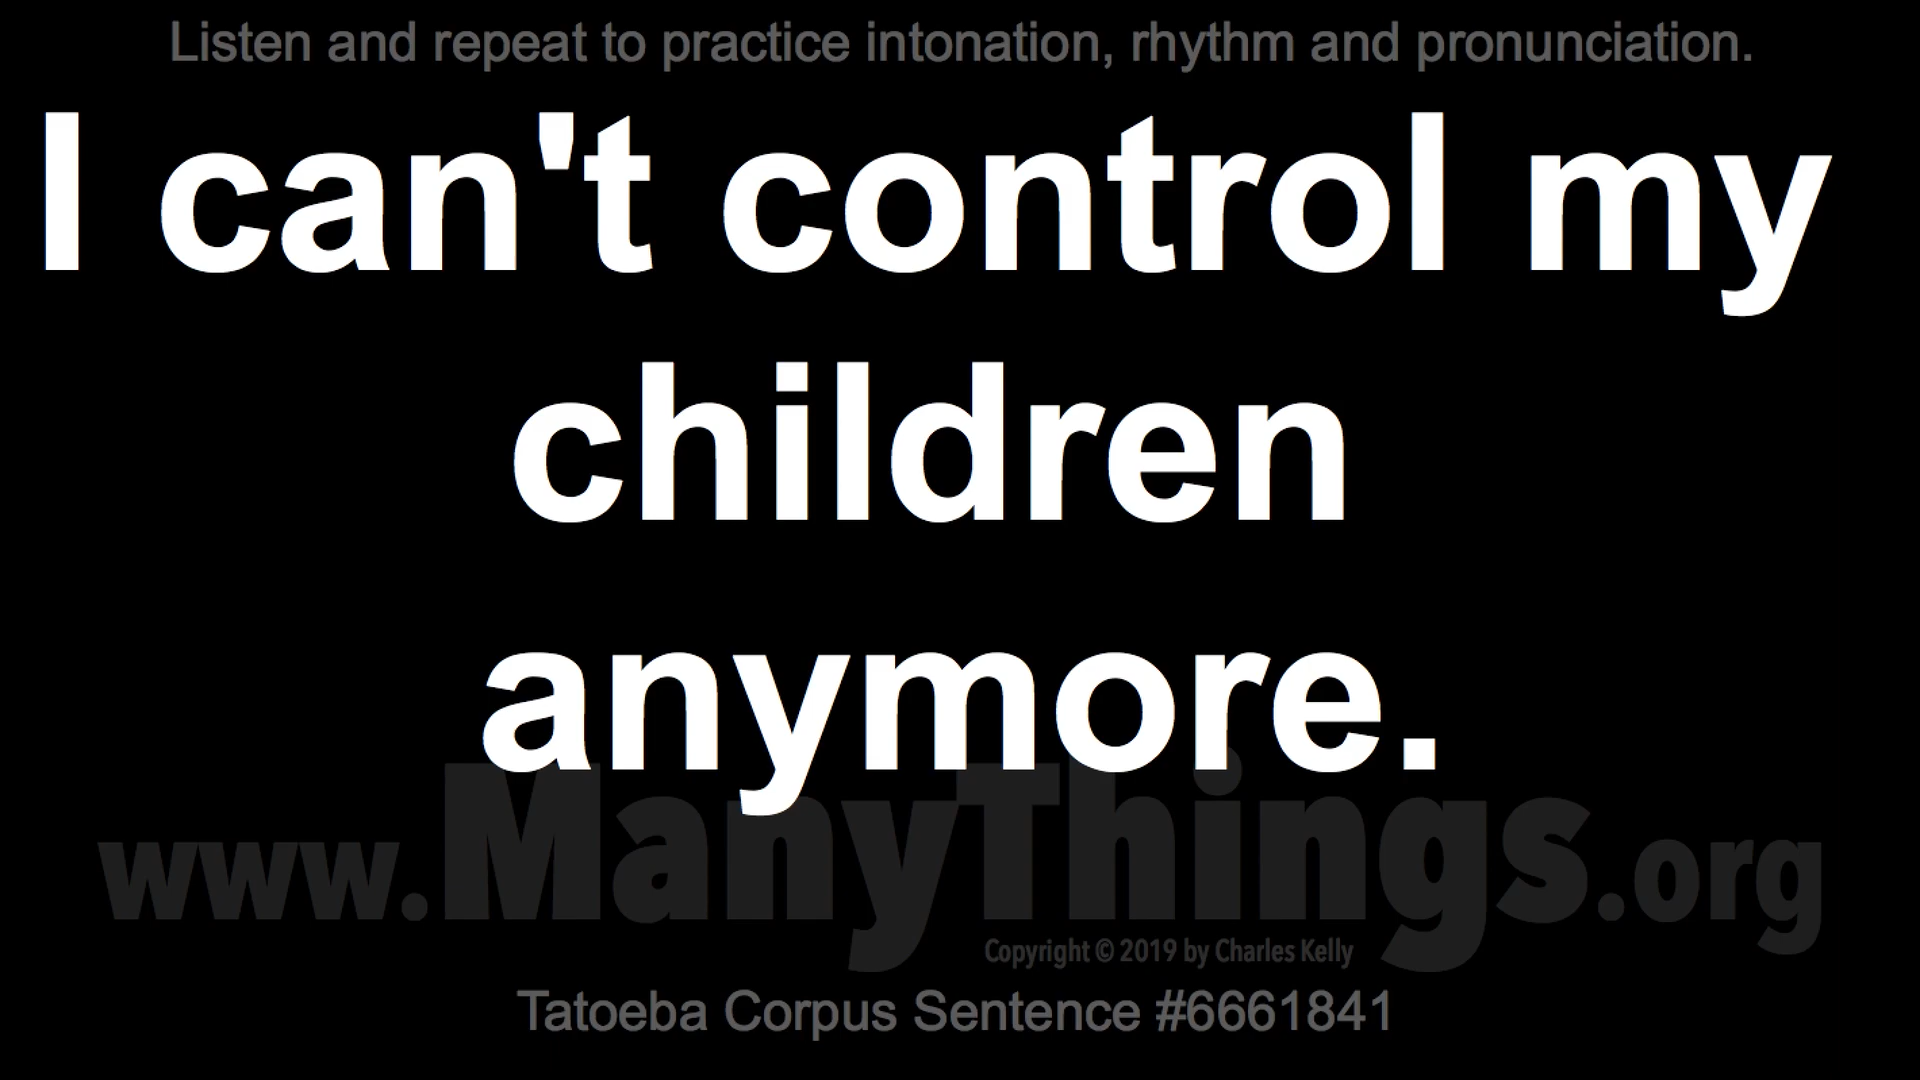 Listen and repeat to practice intonation, rhythm and pronunciation.
I can't control my
children
anymore.
www.ManyThings.org
Copyright © 2019 by Charles Kelly
Tatoeba Corpus Sentence #6661841